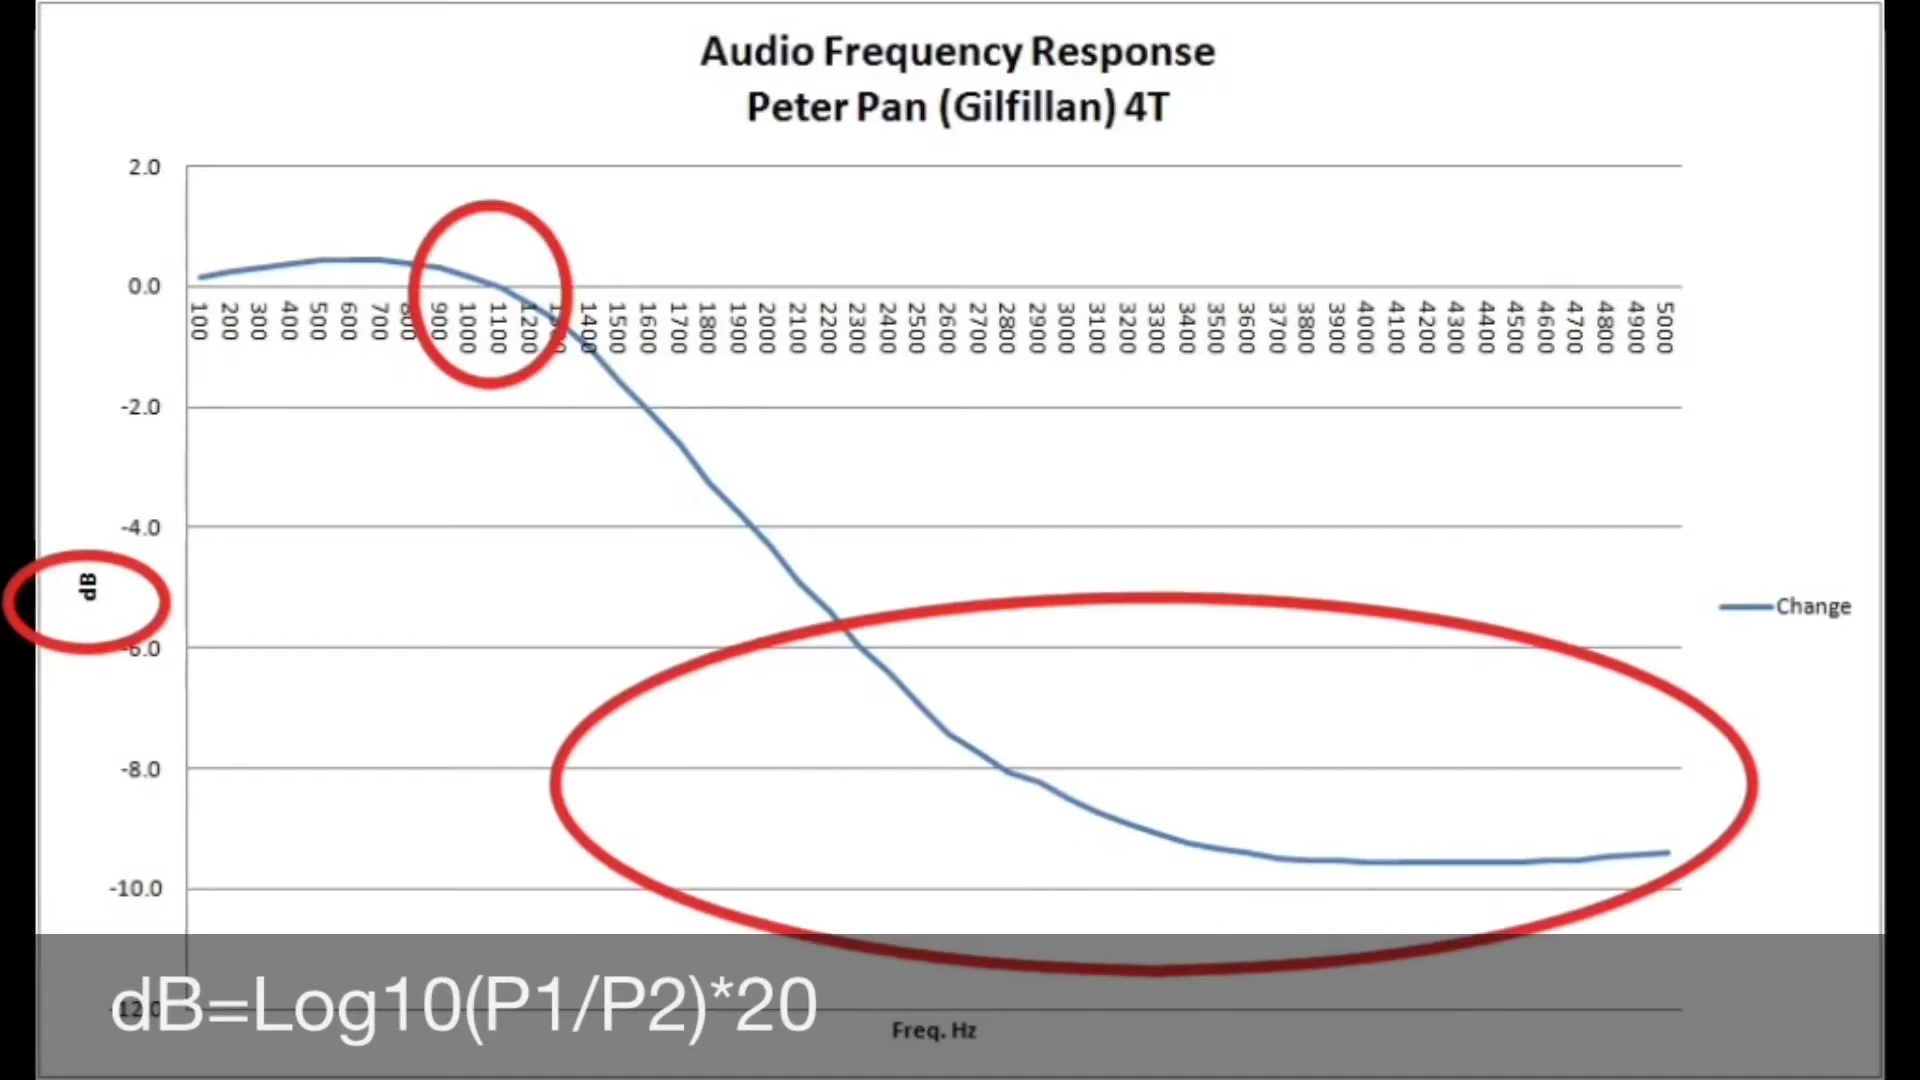 Audio Frequency Response
Peter Pan (Gilfillan) 4T
2.0
0.0
100 200 300 400 500 600 700 800 900 1000 1100 1200 1300 1400 1500 1600 1700 1800 1900 2000 2100 2200 2300 2400 2500 2600 2700 2800 2900 3000 3100 3200 3300 3400 3500 3600 3700 3800 3900 4000 4100 4200 4300 4400 4500 4600 4700 4800 4900 5000
-2.0
-4.0
dB
-6.0
Change
-8.0
-10.0
-12.0
dB=Log10(P1/P2)*20
Freq. Hz